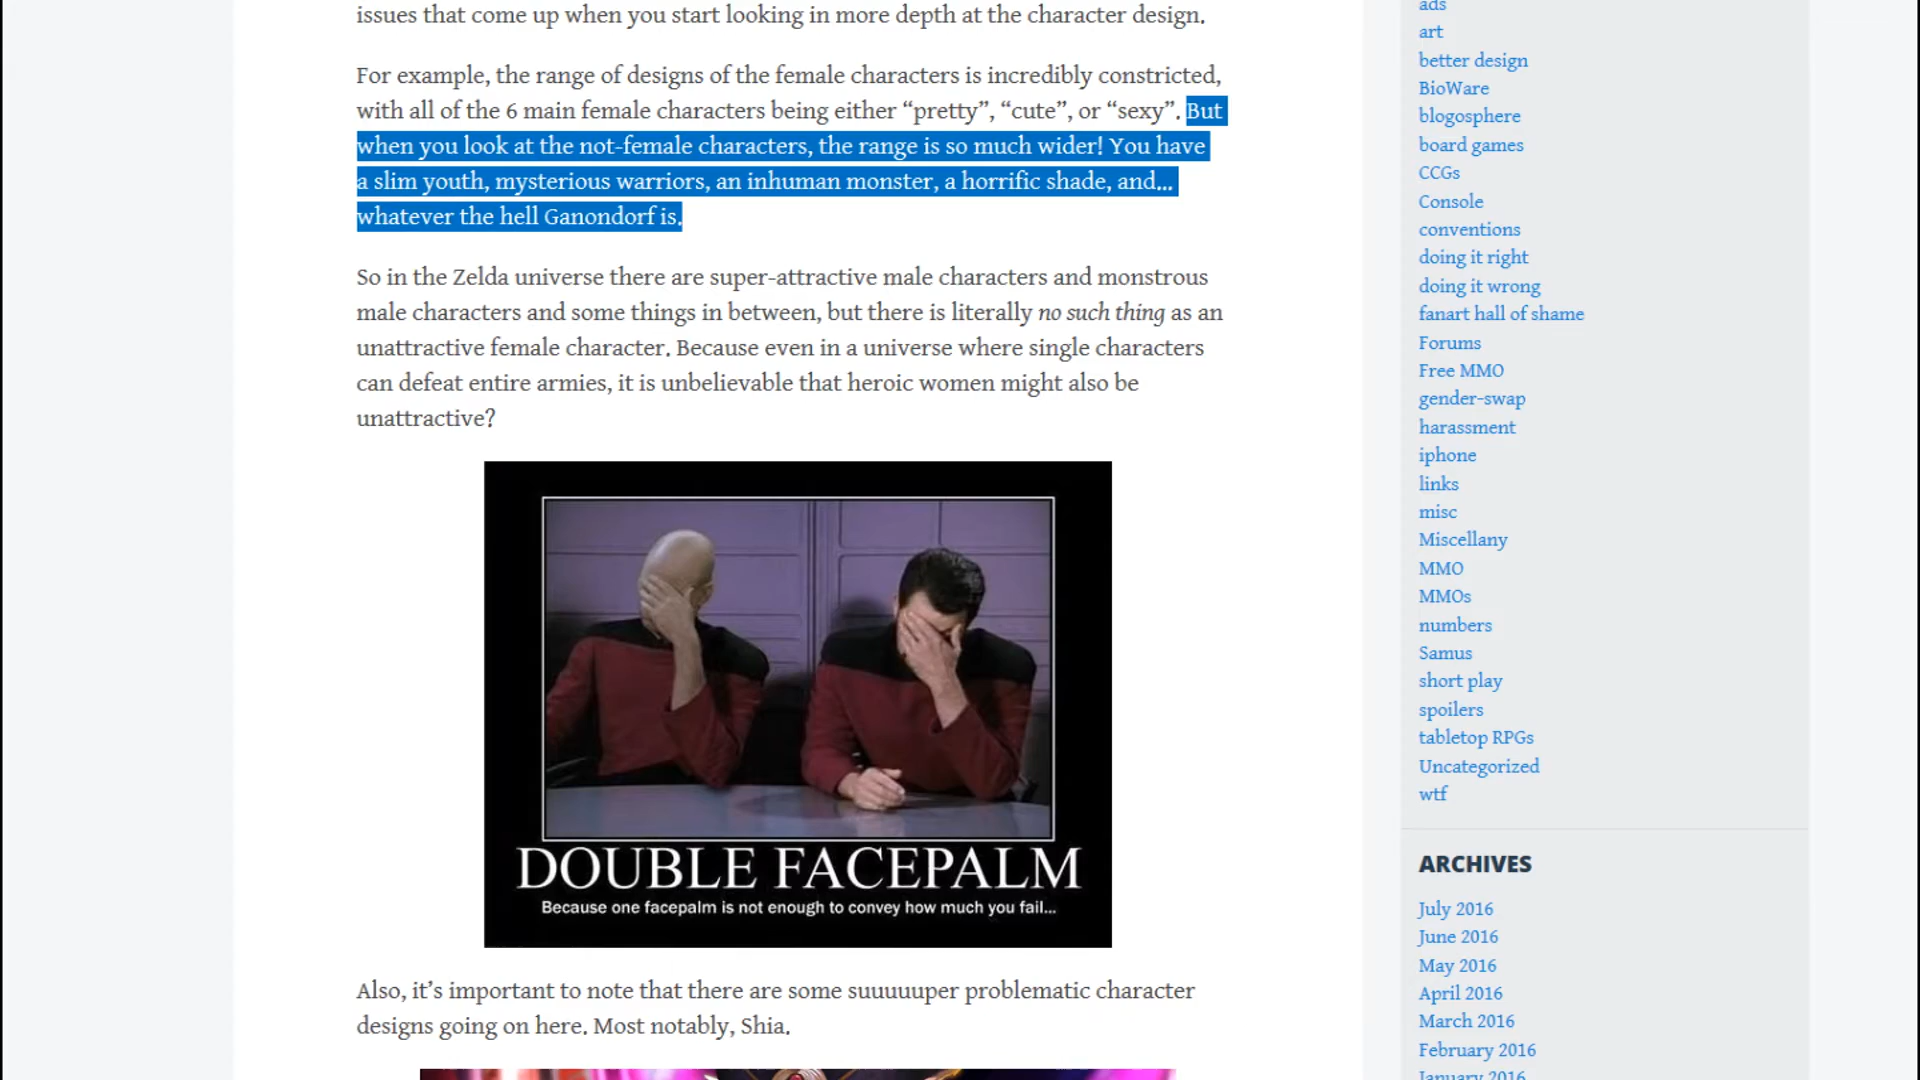 issues that come up when you start looking in more depth at the character design.
For example, the range of designs of the female characters is incredibly constricted,
with all of the 6 main female characters being either “pretty”, “cute”, or “sexy”. But
when you look at the not-female characters, the range is so much wider! You have
a slim youth, mysterious warriors, an inhuman monster, a horrific shade, and…
whatever the hell Ganondorf is.
So in the Zelda universe there are super-attractive male characters and monstrous
male characters and some things in between, but there is literally no such thing as an
unattractive female character. Because even in a universe where single characters
can defeat entire armies, it is unbelievable that heroic women might also be
unattractive?
DOUBLE FACEPALM
Because one facepalm is not enough to convey how much you fail...
Also, it’s important to note that there are some suuuuuper problematic character
designs going on here. Most notably, Shia.
ads
art
better design
BioWare
blogosphere
board games
CCGs
Console
conventions
doing it right
doing it wrong
fanart hall of shame
Forums
Free MMO
gender-swap
harassment
iphone
links
misc
Miscellany
MMO
MMOs
numbers
Samus
short play
spoilers
tabletop RPGs
Uncategorized
wtf
ARCHIVES
July 2016
June 2016
May 2016
April 2016
March 2016
February 2016
January 2016